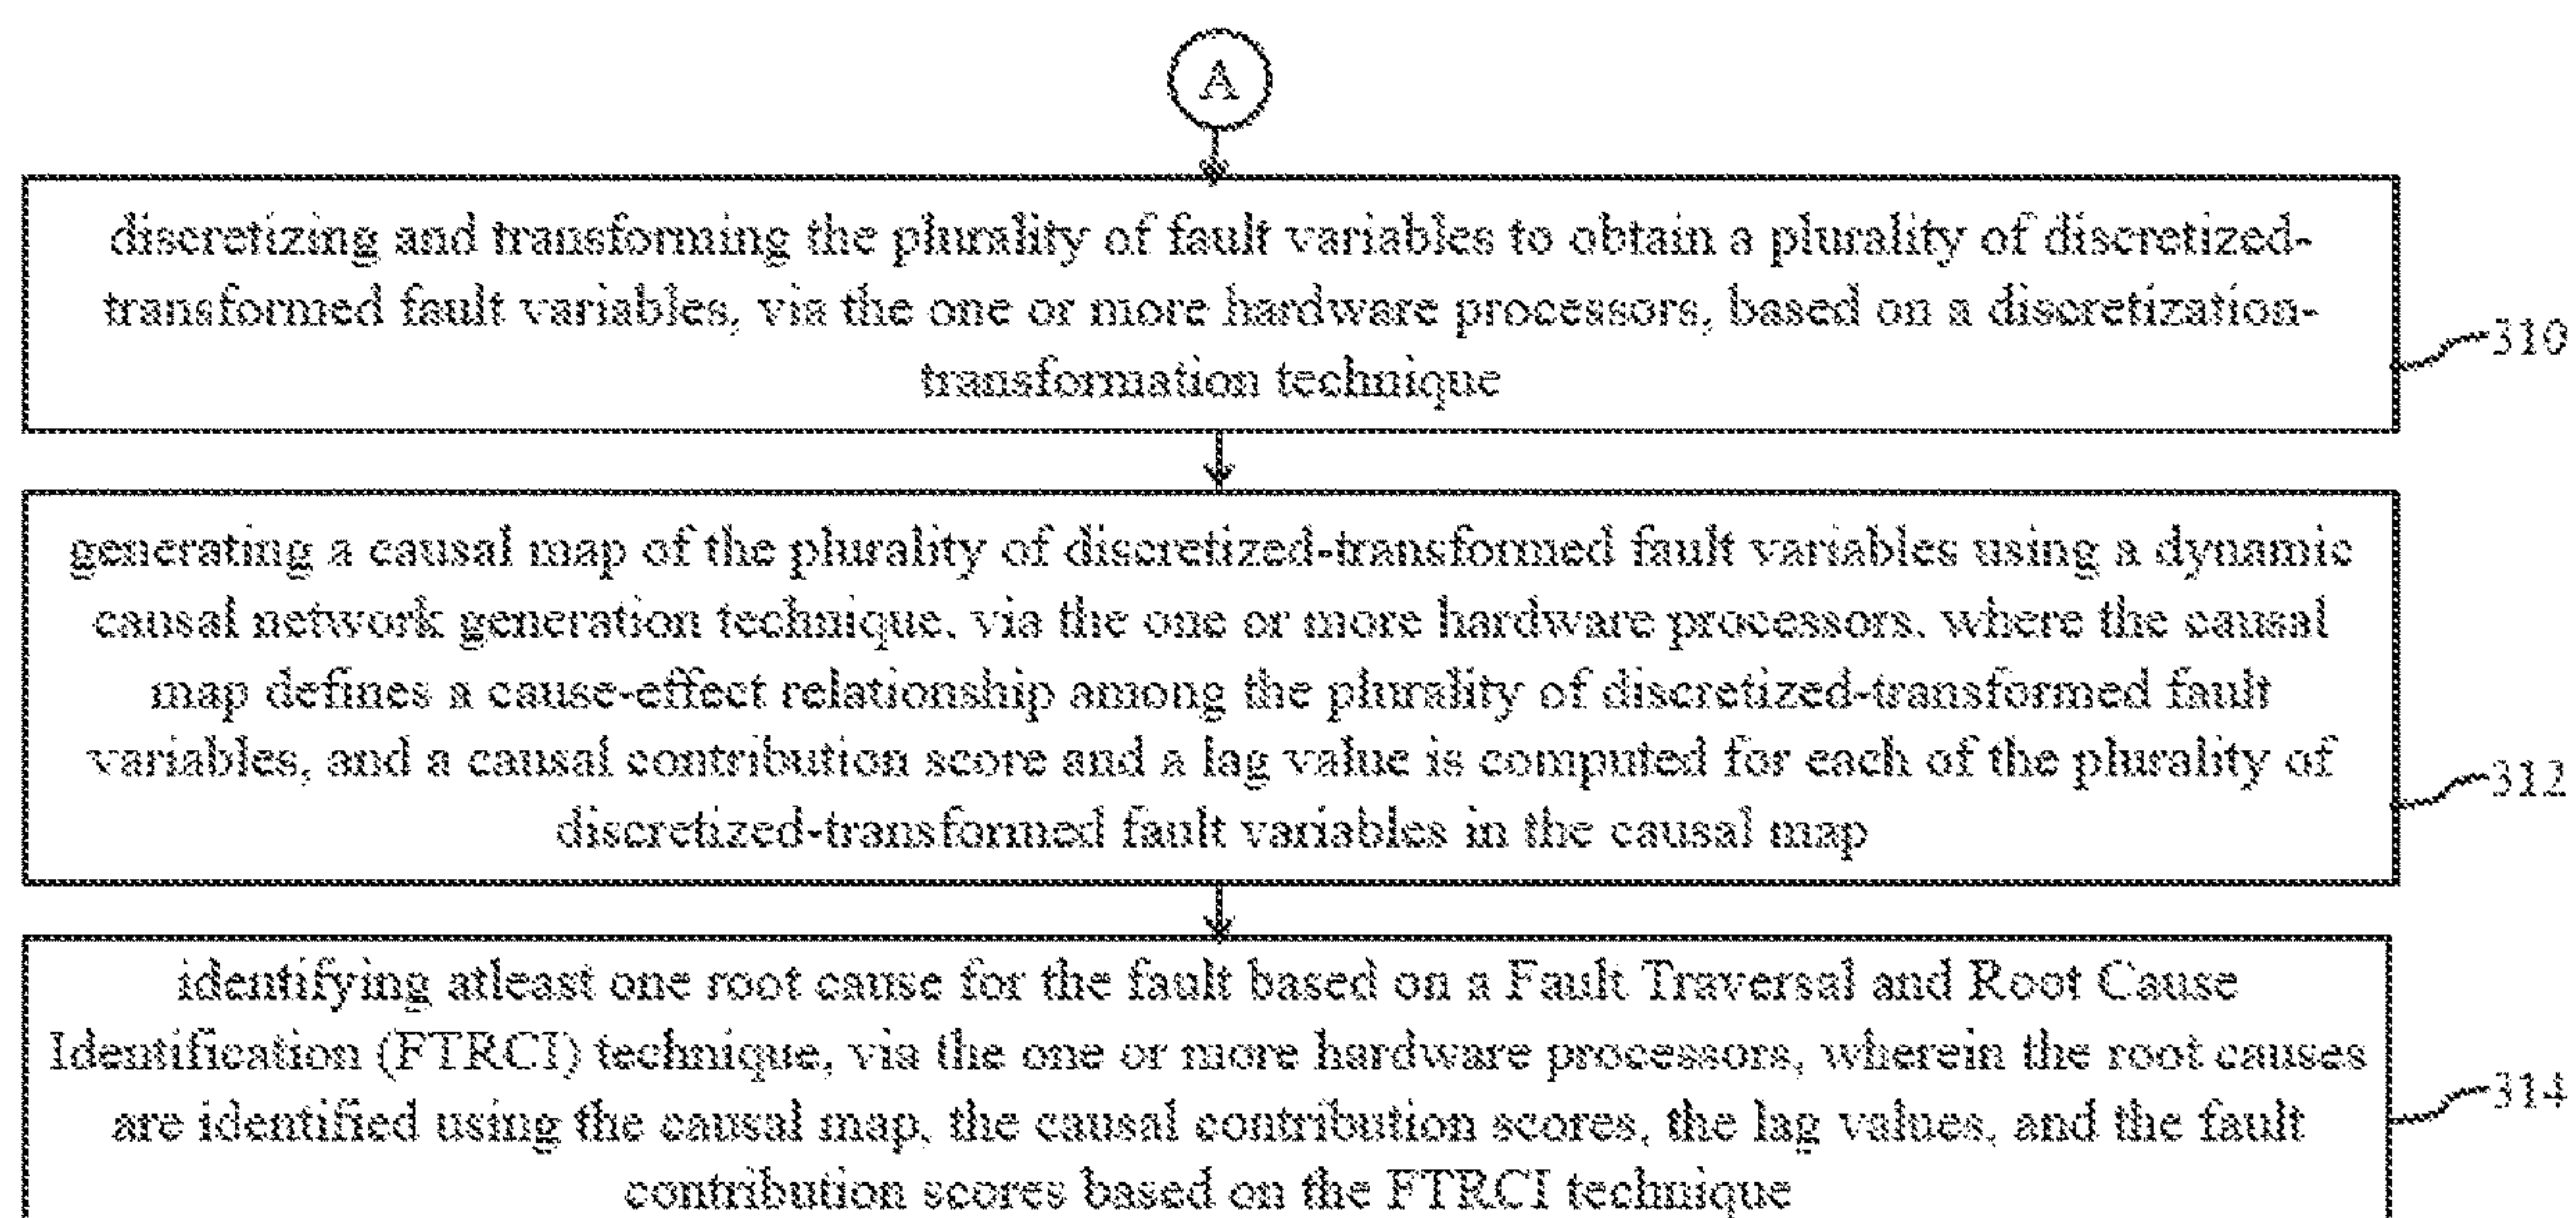 A
discretizing and transforming the plurality of fault variables to obtain a plurality of discretized-
transformed fault variables, via the one or more hardware processors, based on a discretization-
transformation technique
310
generating a causal map of the plurality of discretized-transformed fault variables using a dynamic
causal network generation technique, via the one or more hardware processors, where the causal
map defines a cause-effect relationship among the plurality of discretized-transformed fault
variables, and a causal contribution score and a lag value is computed for each of the plurality of
discretized-transformed fault variables in the causal map
312
identifying atleast one root cause for the fault based on a Fault Traversal and Root Cause
Identification (FTRCI) technique, via the one or more hardware processors, wherein the root causes
are identified using the causal map, the causal contribution scores, the lag values, and the fault
contribution scores based on the FTRCI technique
314